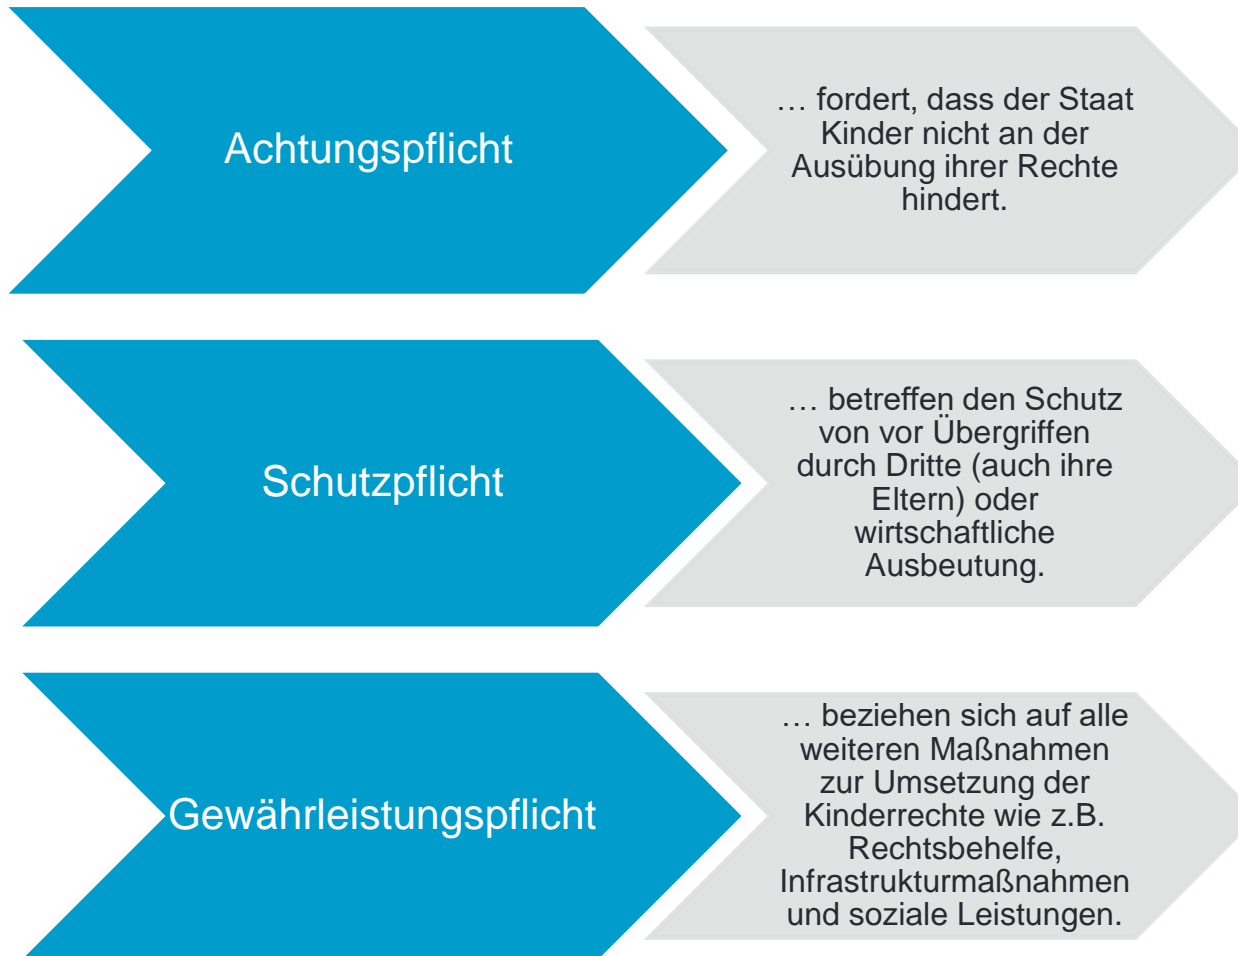 Achtungspflicht
… fordert, dass der Staat
Kinder nicht an der
Ausübung ihrer Rechte
hindert.
Schutzpflicht
… betreffen den Schutz
von vor Übergriffen
durch Dritte (auch ihre
Eltern) oder
wirtschaftliche
Ausbeutung.
Gewährleistungspflicht
… beziehen sich auf alle
weiteren Maßnahmen
zur Umsetzung der
Kinderrechte wie z.B.
Rechtsbehelfe,
Infrastrukturmaßnahmen
und soziale Leistungen.